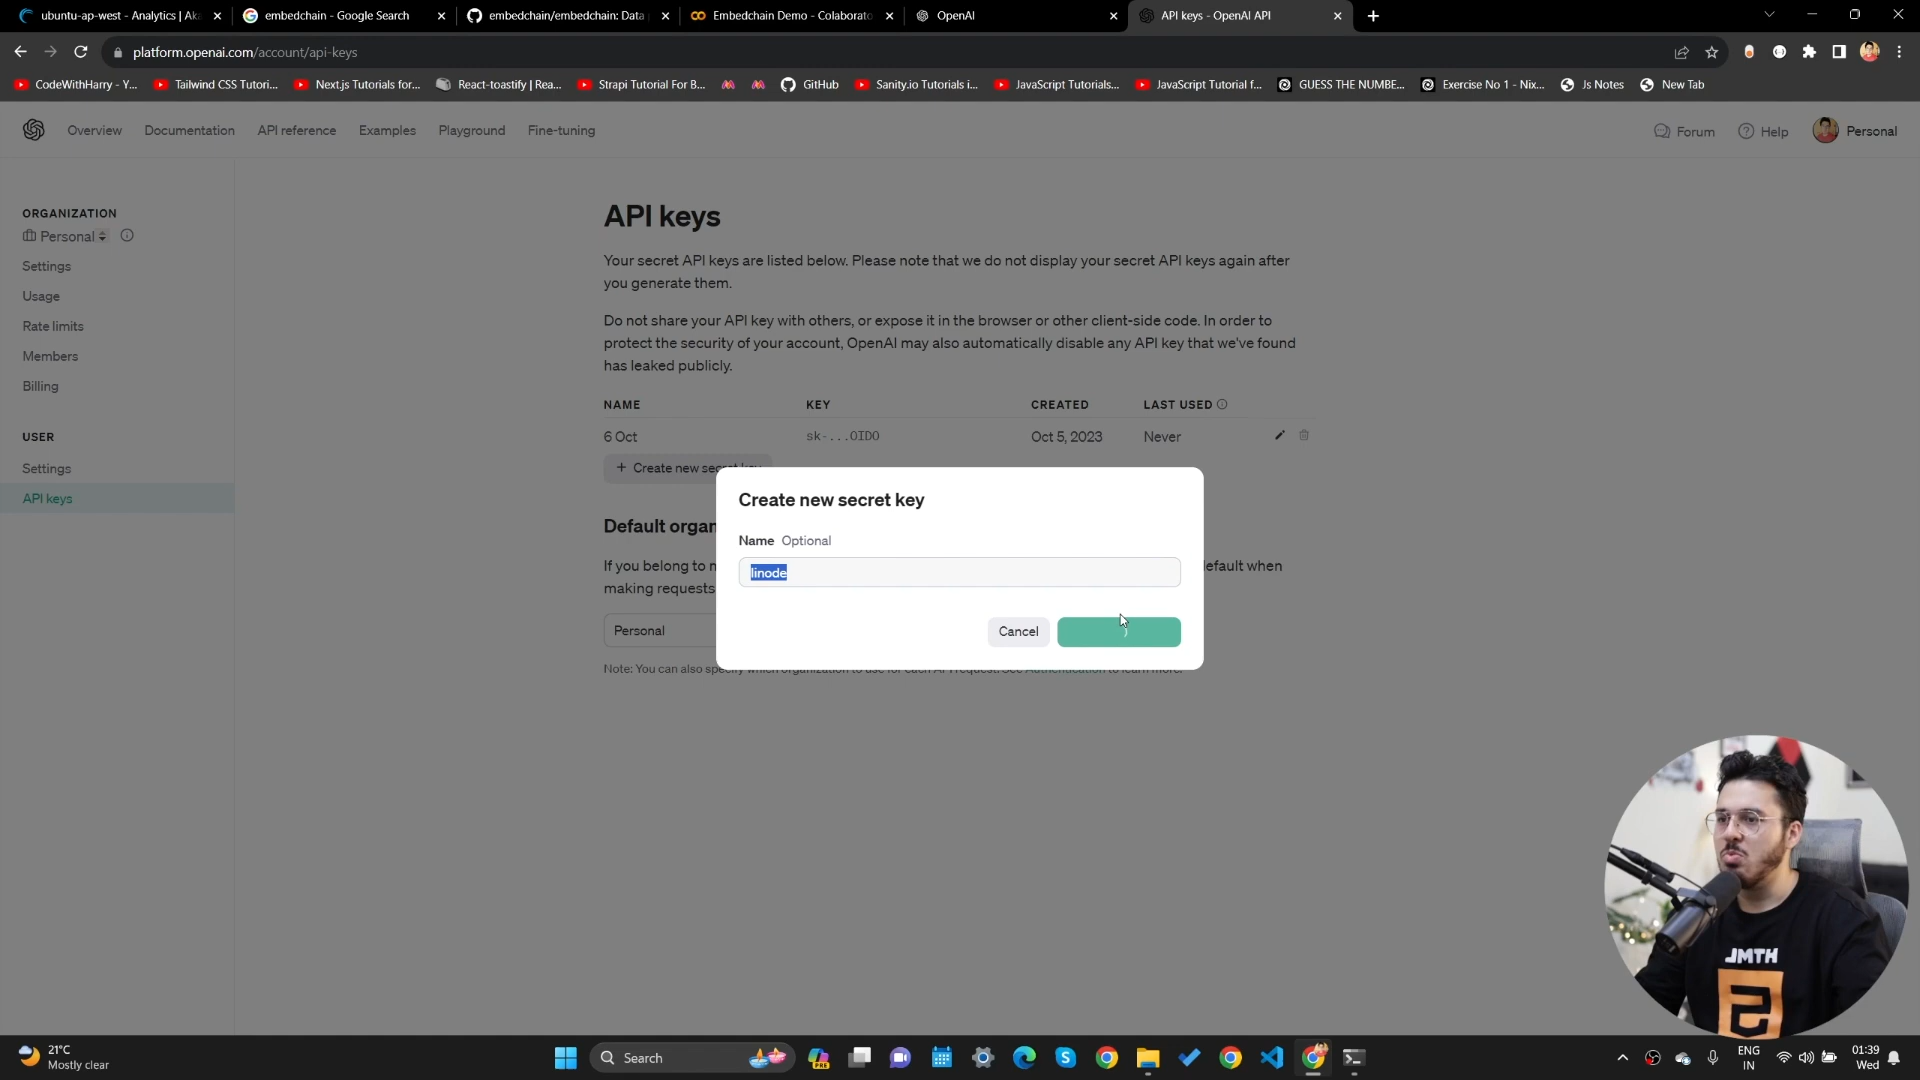 ubuntu-ap-west - Analytics | Aka
embedchain - Google Search
embedchain/embedchain: Data
Embedchain Demo - Colaborato
OpenAI
API keys - OpenAI API
platform.openai.com/account/api-keys
CodeWithHarry - Y...
Tailwind CSS Tutori...
Next.js Tutorials for...
React-toastify | Rea...
Strapi Tutorial For B...
GitHub
Sanity.io Tutorials i...
JavaScript Tutorials...
JavaScript Tutorial f...
GUESS THE NUMBE...
Exercise No 1 - Nix...
Js Notes
New Tab
Overview
Documentation
API reference
Examples
Playground
Fine-tuning
Forum
Help
Personal
ORGANIZATION
Personal
Settings
Usage
Rate limits
Members
Billing
USER
Settings
API keys
API keys
Your secret API keys are listed below. Please note that we do not display your secret API keys again after
you generate them.
Do not share your API key with others, or expose it in the browser or other client-side code. In order to
protect the security of your account, OpenAI may also automatically disable any API key that we've found
has leaked publicly.
NAME KEY CREATED LAST USED
6 Oct sk-...OIDO Oct 5, 2023 Never
+ Create new secret key
Create new secret key
Name Optional
linode
Cancel
Default organ
If you belong to m
efault when
making requests
Personal
Note: You can also specify which organization to use for each API request. See Authentication to learn more.
JMTH
21°C
Mostly clear
Search
PRE
ENG
IN
01:39
Wed